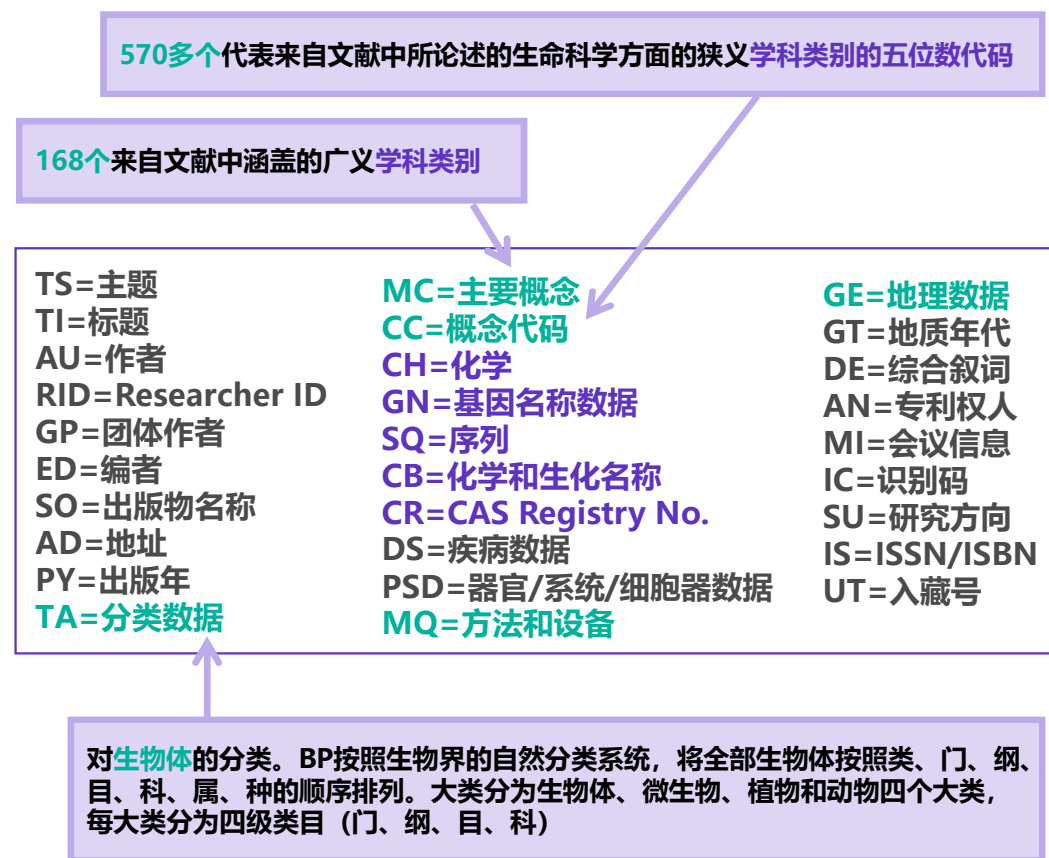 570多个代表来自文献中所论述的生命科学方面的狭义学科类别的五位数代码
168个来自文献中涵盖的广义学科类别
TS=主题
TI=标题
AU=作者
RID=Researcher ID
GP=团体作者
ED=编者
SO=出版物名称
AD=地址
PY=出版年
TA=分类数据
MC=主要概念
CC=概念代码
CH=化学
GN=基因名称数据
SQ=序列
CB=化学和生化名称
CR=CAS Registry No.
DS=疾病数据
PSD=器官/系统/细胞器数据
MQ=方法和设备
GE=地理数据
GT=地质年代
DE=综合叙词
AN=专利权人
MI=会议信息
IC=识别码
SU=研究方向
IS=ISSN/ISBN
UT=入藏号
对生物体的分类。BP按照生物界的自然分类系统，将全部生物体按照类、门、纲、
目、科、属、种的顺序排列。大类分为生物体、微生物、植物和动物四个大类，
每大类分为四级类目（门、纲、目、科）